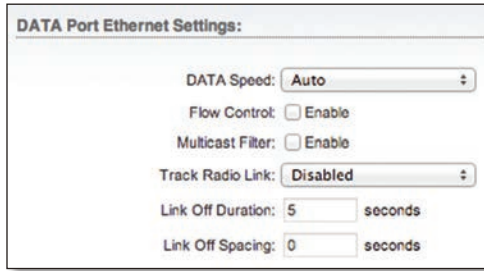 DATA Port Ethernet Settings:
DATA Speed: Auto
Flow Control: Enable
Multicast Filter: Enable
Track Radio Link: Disabled
Link Off Duration: 5 seconds
Link Off Spacing: 0 seconds